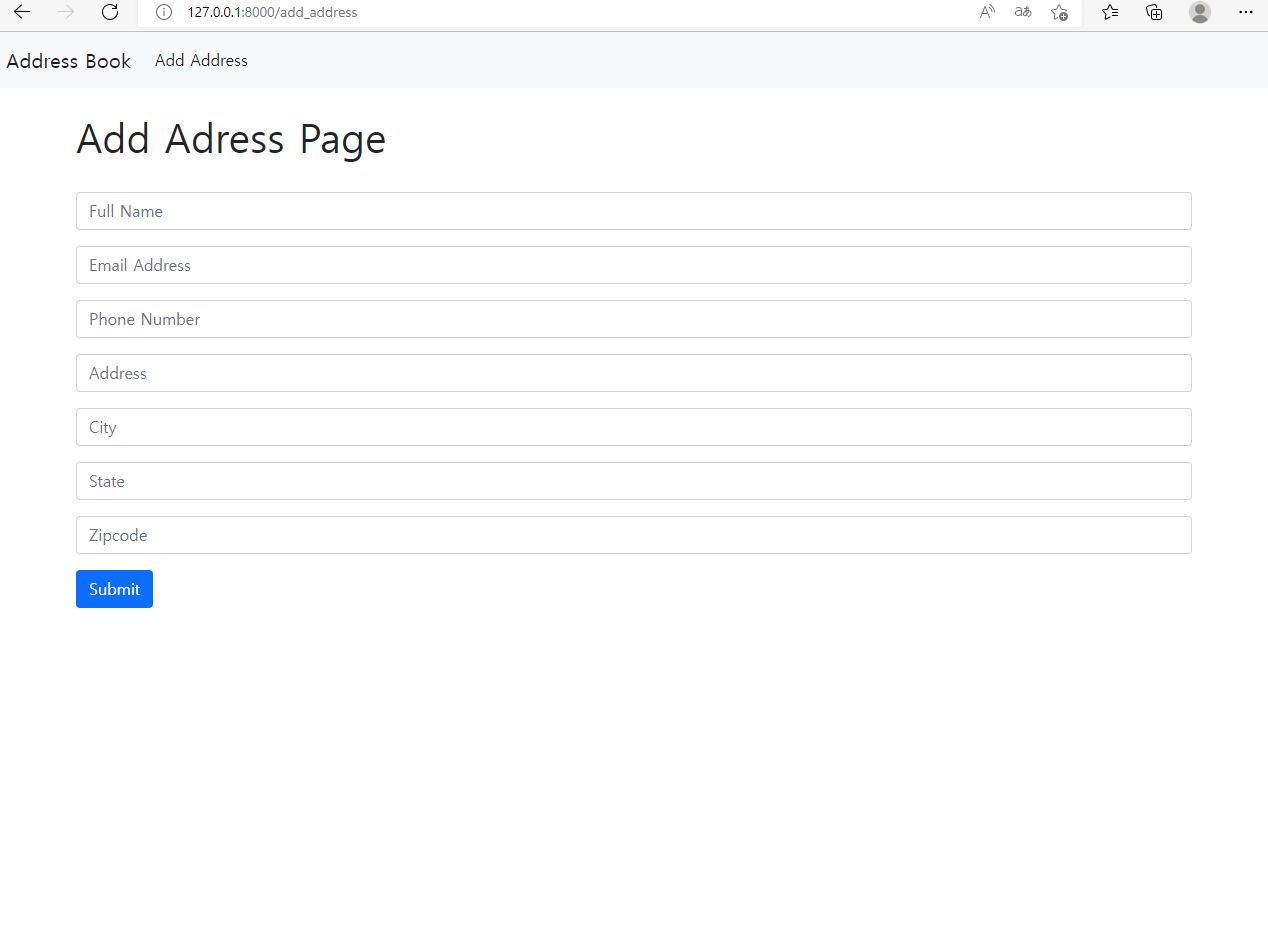 127.0.0.1:8000/add_address
Address Book Add Address
Add Adress Page
Full Name
Email Address
Phone Number
Address
City
State
Zipcode
Submit